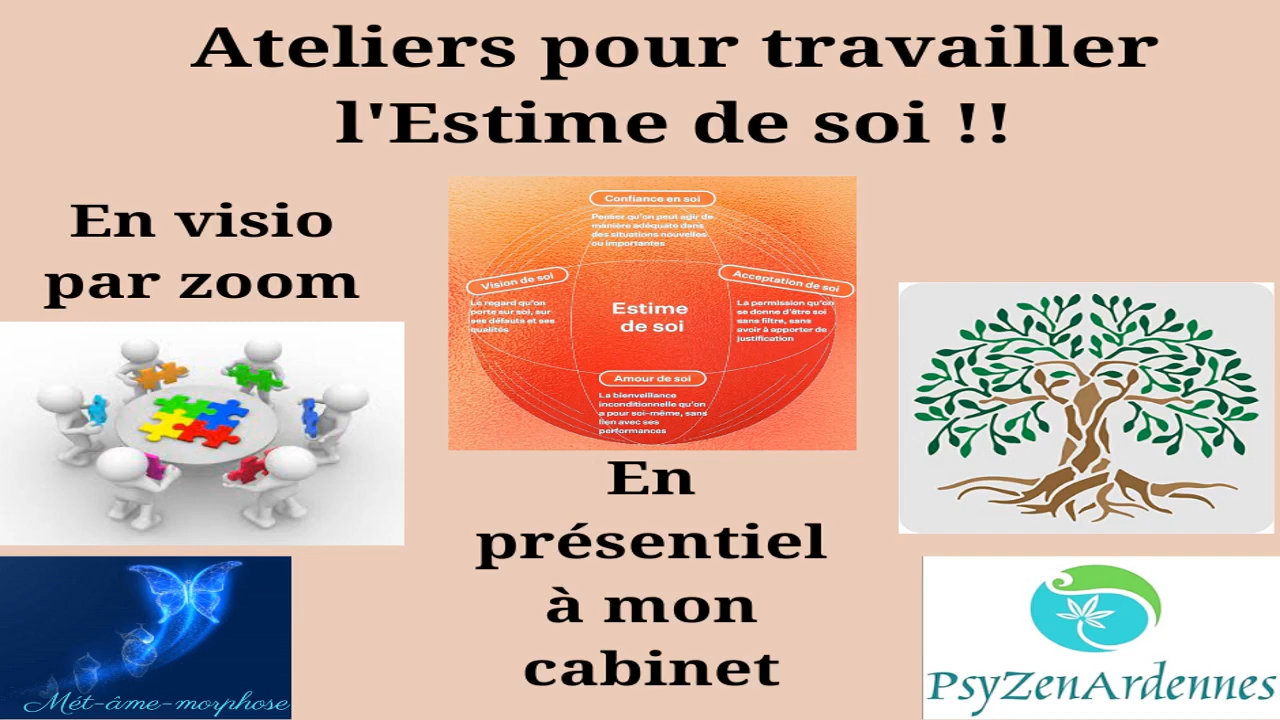 Ateliers pour travailler
l'Estime de soi !!
En visio
par zoom
Confiance en soi
Penser qu'on peut agir de
manière adéquate dans
des situations nouvelles
ou importantes
Vision de soi
Le regard qu'on
porte sur soi, sur
ses défauts et ses
qualités
Estime
de soi
Acceptation de soi
La permission qu'on
se donne d'être soi
sans filtre, sans
avoir à apporter de
justification
Amour de soi
La bienveillance
inconditionnelle qu'on
a pour soi-même, sans
lien avec ses
performances
En
présentiel
à mon
cabinet
Mét-âme-morphose
PsyZenArdennes